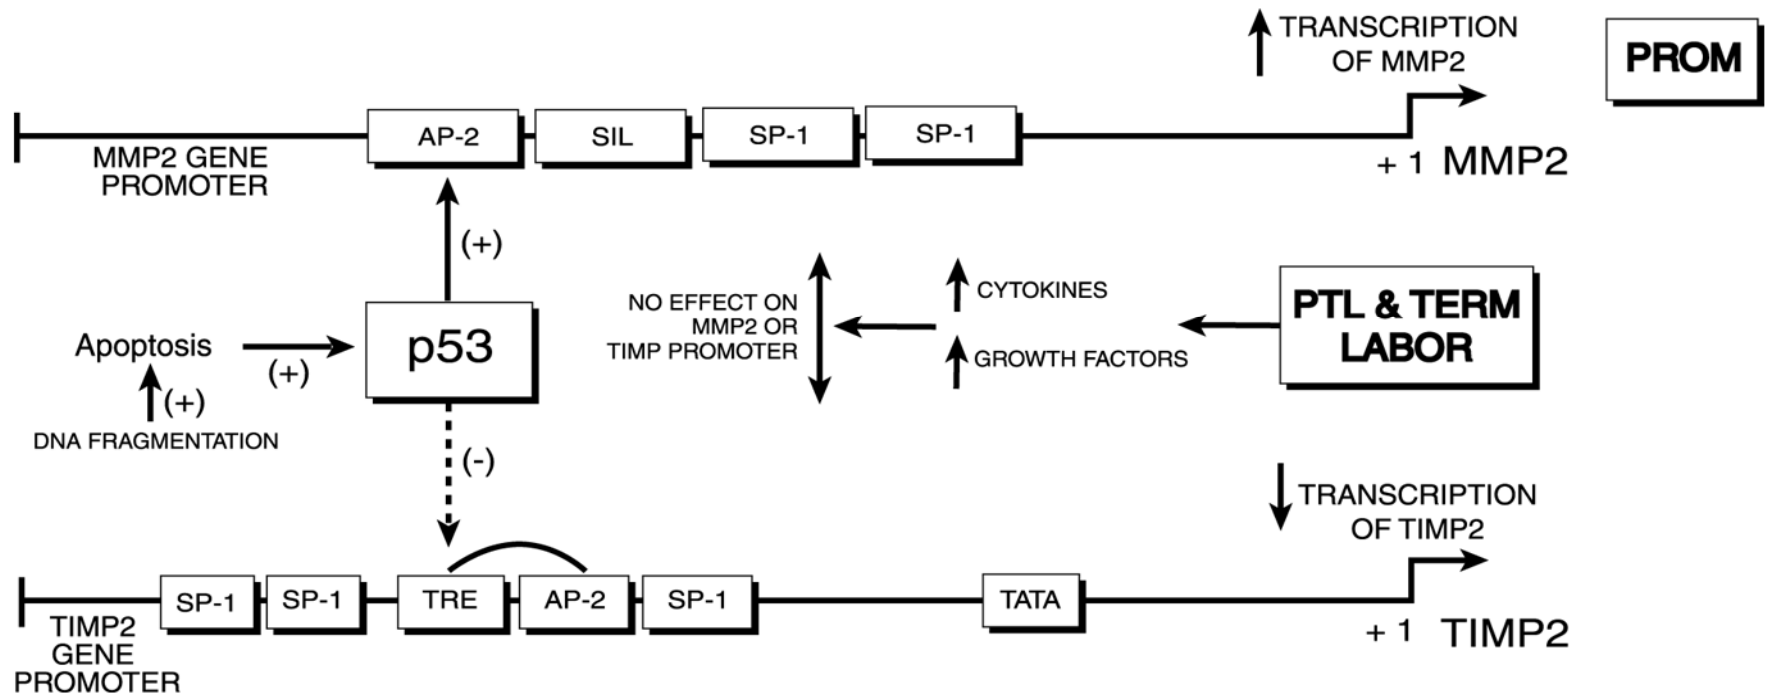 TRANSCRIPTION
OF MMP2
PROM
AP-2
SIL
SP-1
SP-1
MMP2 GENE
PROMOTER
+ 1 MMP2
(+)
NO EFFECT ON
MMP2 OR
TIMP PROMOTER
CYTOKINES
GROWTH FACTORS
PTL & TERM
LABOR
Apoptosis
(+)
p53
(+)
DNA FRAGMENTATION
(-)
TRANSCRIPTION
OF TIMP2
SP-1
SP-1
TRE
AP-2
SP-1
TATA
TIMP2
GENE
PROMOTER
+ 1 TIMP2